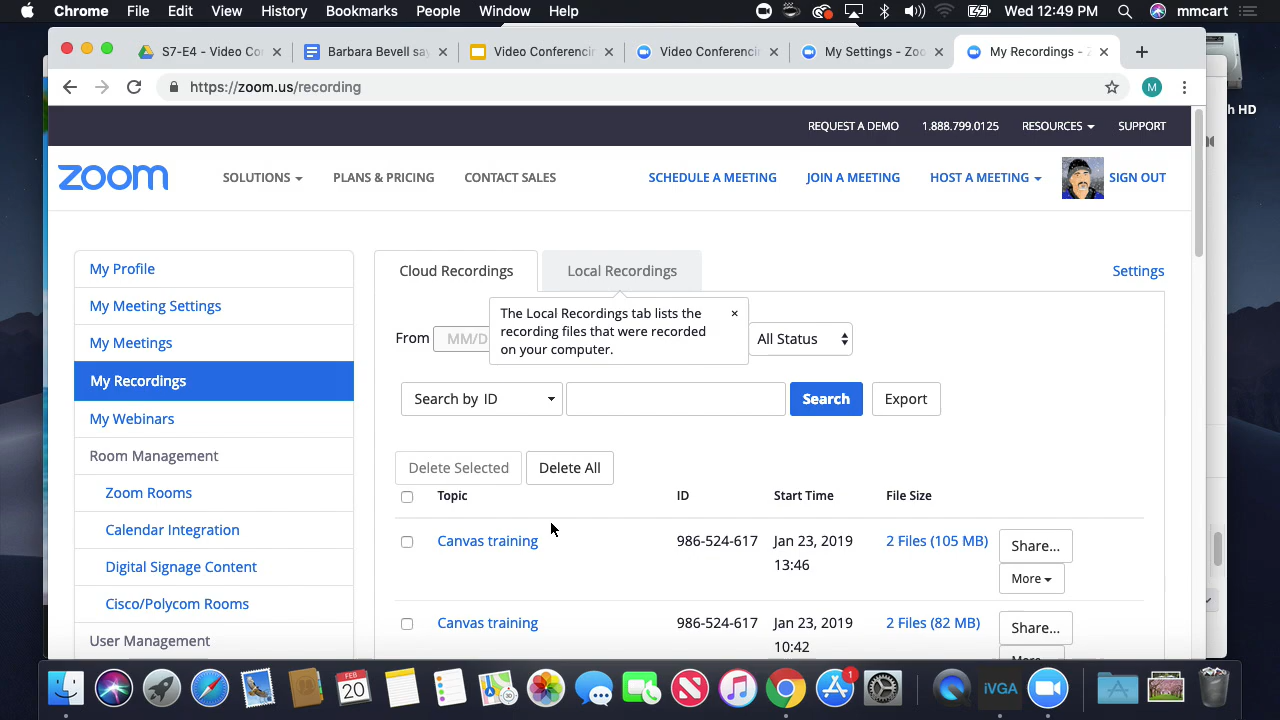 Chrome File Edit View History Bookmarks People Window Help Wed 12:49 PM mmcart
S7-E4 - Video Co × Barbara Bevell say × Video Conferencin × Video Conferencin × My Settings - Zoo × My Recordings - Z ×
https://zoom.us/recording M
h HD
REQUEST A DEMO 1.888.799.0125 RESOURCES SUPPORT
zoom SOLUTIONS PLANS & PRICING CONTACT SALES SCHEDULE A MEETING JOIN A MEETING HOST A MEETING SIGN OUT
My Profile
My Meeting Settings
My Meetings
My Recordings
My Webinars
Room Management
Zoom Rooms
Calendar Integration
Digital Signage Content
Cisco/Polycom Rooms
User Management
Cloud Recordings Local Recordings Settings
The Local Recordings tab lists the
recording files that were recorded
on your computer.
×
From MM/D All Status
Search by ID Search Export
Delete Selected Delete All
Topic ID Start Time File Size
Canvas training 986-524-617 Jan 23, 2019 2 Files (105 MB) Share...
13:46 More
Canvas training 986-524-617 Jan 23, 2019 2 Files (82 MB) Share...
10:42 More
FEB
20
1
iVGA